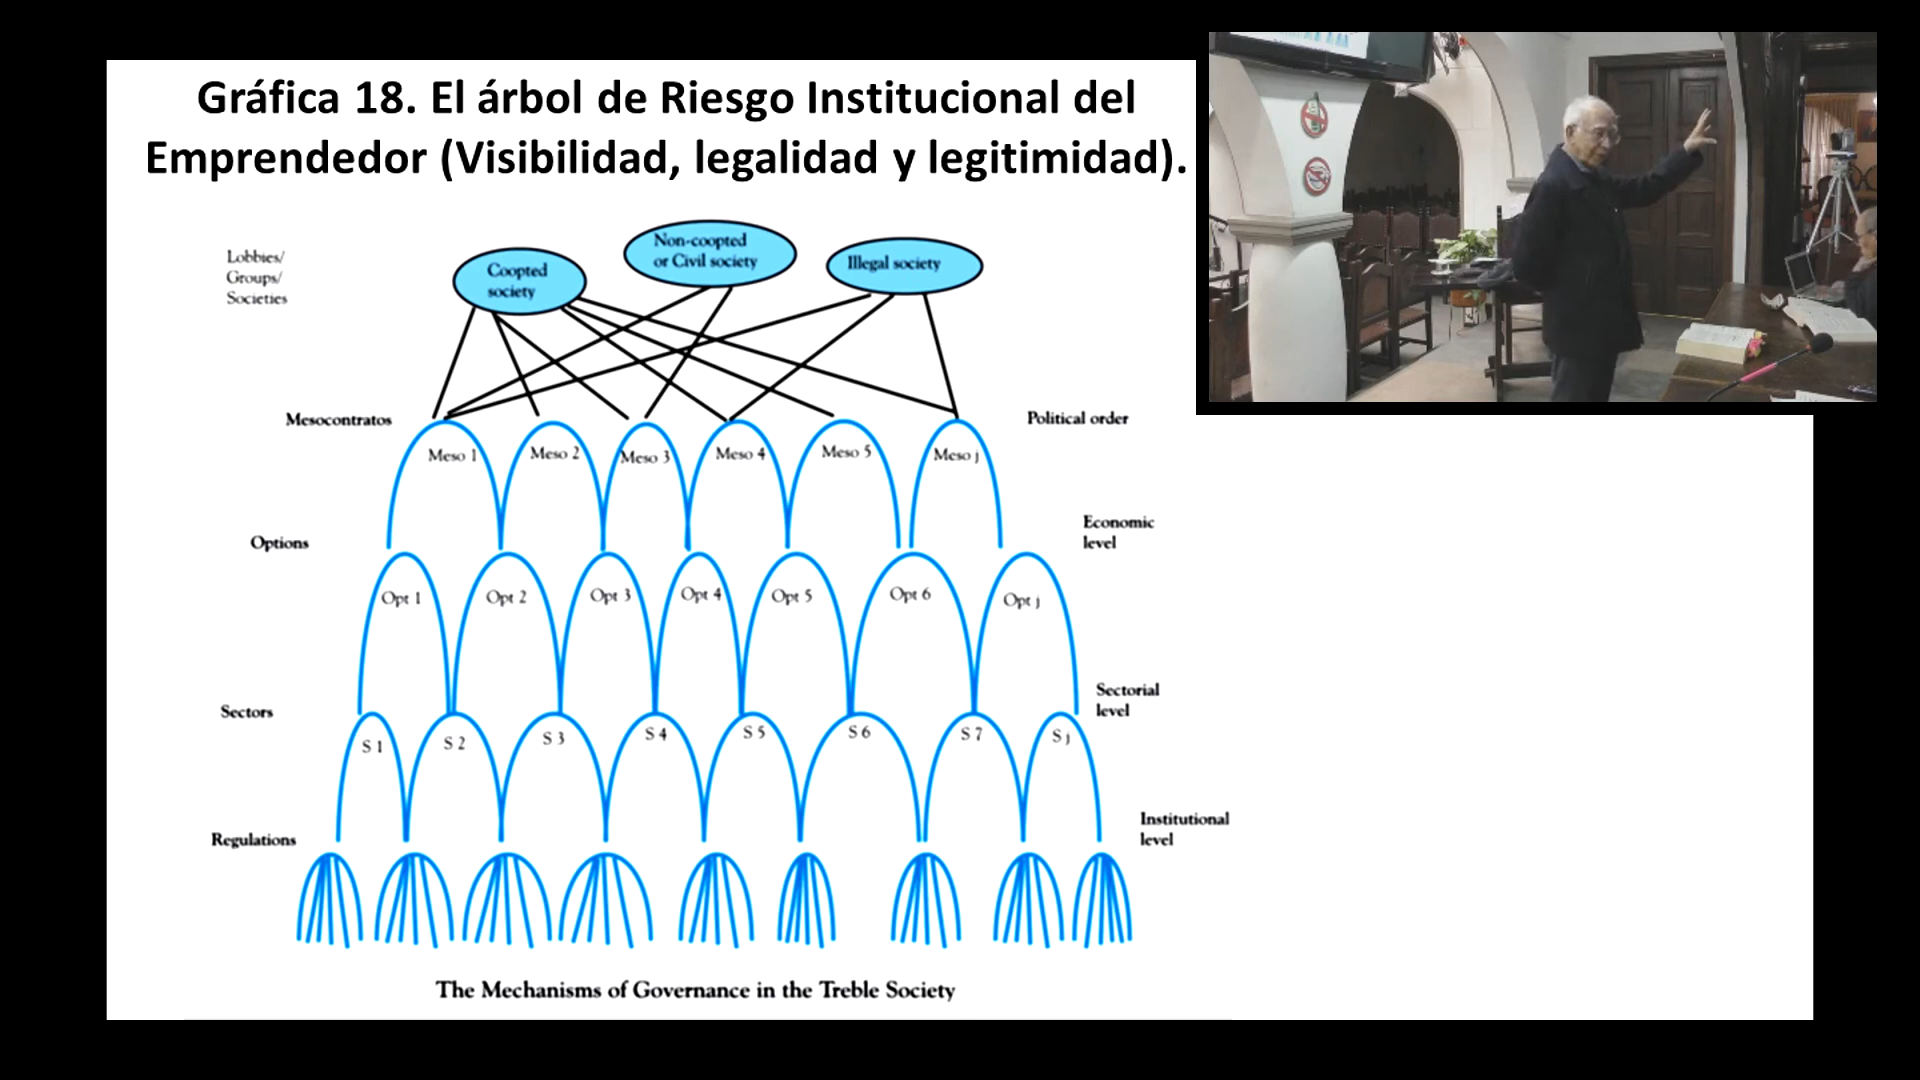 Gráfica 18. El árbol de Riesgo Institucional del
Emprendedor (Visibilidad, legalidad y legitimidad).
Lobbies/
Groups/
Societies
Coopted
society
Non-coopted
or Civil society
Illegal society
Mesocontratos
Political order
Meso 1
Meso 2
Meso 3
Meso 4
Meso 5
Meso j
Options
Economic
level
Opt 1
Opt 2
Opt 3
Opt 4
Opt 5
Opt 6
Opt j
Sectors
Sectorial
level
S 1
S 2
S 3
S 4
S 5
S 6
S 7
S j
Regulations
Institutional
level
The Mechanisms of Governance in the Treble Society